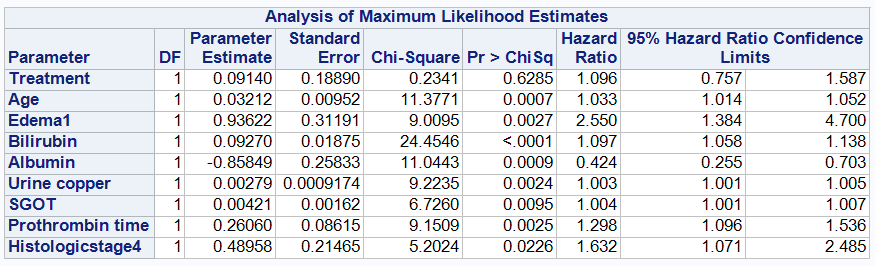 Analysis of Maximum Likelihood Estimates
Parameter DF Parameter Estimate Standard Error Chi-Square Pr > ChiSq Hazard Ratio 95% Hazard Ratio Confidence Limits
Treatment 1 0.09140 0.18890 0.2341 0.6285 1.096 0.757 1.587
Age 1 0.03212 0.00952 11.3771 0.0007 1.033 1.014 1.052
Edema1 1 0.93622 0.31191 9.0095 0.0027 2.550 1.384 4.700
Bilirubin 1 0.09270 0.01875 24.4546 <.0001 1.097 1.058 1.138
Albumin 1 -0.85849 0.25833 11.0443 0.0009 0.424 0.255 0.703
Urine copper 1 0.00279 0.0009174 9.2235 0.0024 1.003 1.001 1.005
SGOT 1 0.00421 0.00162 6.7260 0.0095 1.004 1.001 1.007
Prothrombin time 1 0.26060 0.08615 9.1509 0.0025 1.298 1.096 1.536
Histologicstage4 1 0.48958 0.21465 5.2024 0.0226 1.632 1.071 2.485